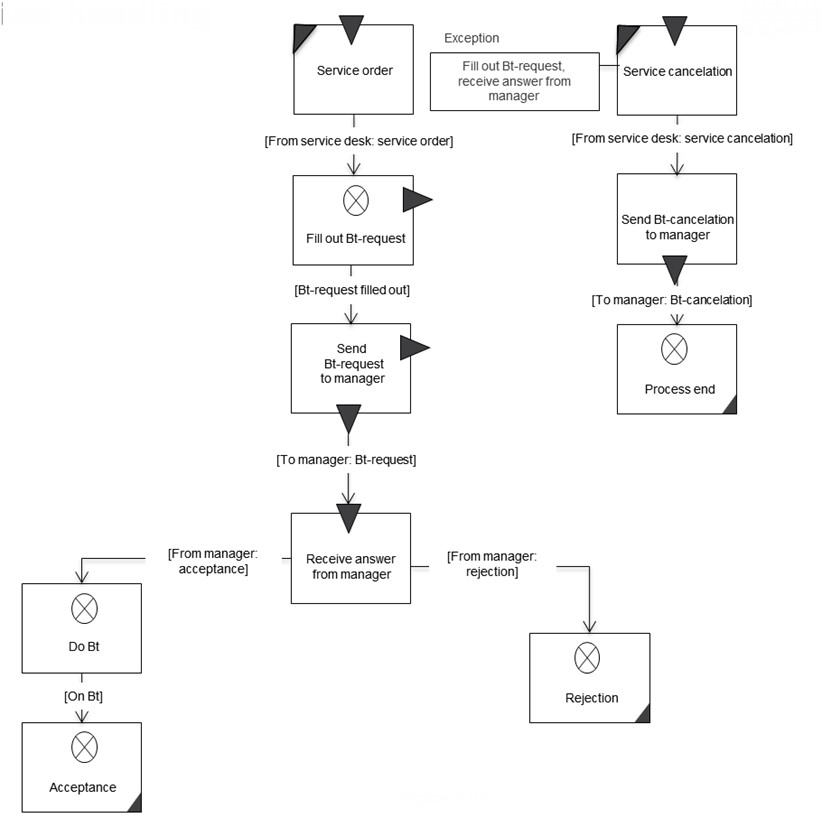 Exception
Service order
Fill out Bt-request,
receive answer from
manager
Service cancelation
[From service desk: service order]
[From service desk: service cancelation]
Fill out Bt-request
Send Bt-cancelation
to manager
[Bt-request filled out]
[To manager: Bt-cancelation]
Send
Bt-request
to manager
Process end
[To manager: Bt-request]
[From manager:
acceptance]
Receive answer
from manager
[From manager:
rejection]
Do Bt
Rejection
[On Bt]
Acceptance